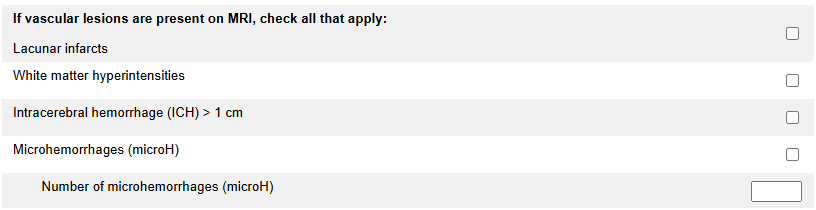 If vascular lesions are present on MRI, check all that apply:
Lacunar infarcts
White matter hyperintensities
Intracerebral hemorrhage (ICH) > 1 cm
Microhemorrhages (microH)
Number of microhemorrhages (microH)